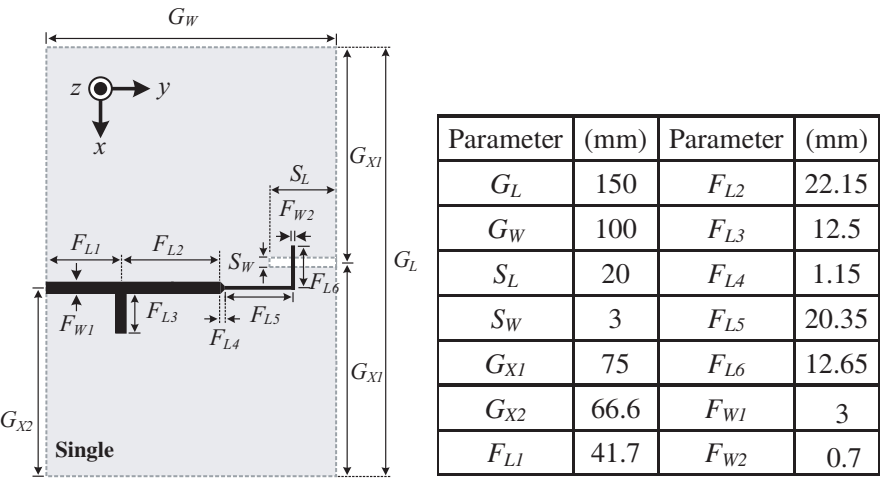 G_W
z y
x
G_X1
S_L
F_W2
F_L1 F_L2
S_W
G_L
F_L6
F_W1
F_L3
F_L5
F_L4
G_X1
G_X2
Single
Parameter (mm) Parameter (mm)
G_L 150 F_L2 22.15
G_W 100 F_L3 12.5
S_L 20 F_L4 1.15
S_W 3 F_L5 20.35
G_X1 75 F_L6 12.65
G_X2 66.6 F_W1 3
F_L1 41.7 F_W2 0.7